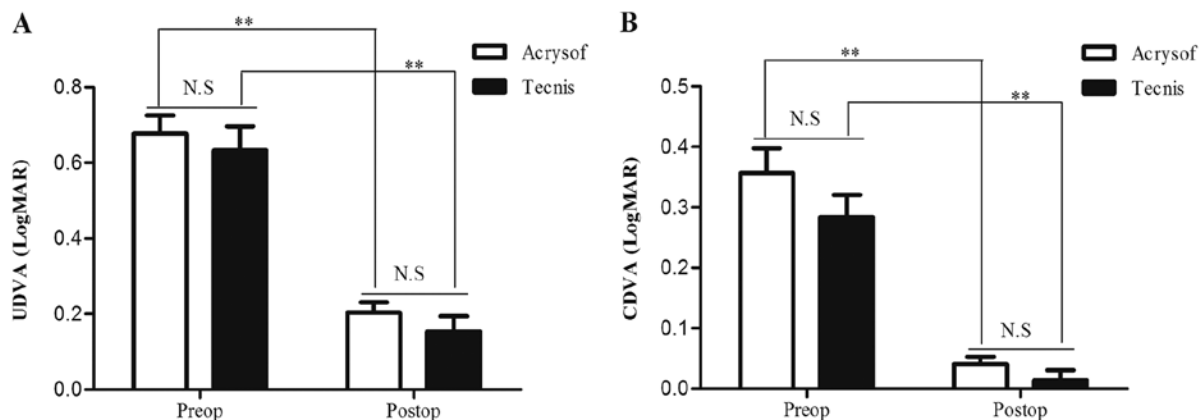 A
**
Acrysof
Tecnis
**
N.S
0.8
0.6
0.4
0.2
0.0
UDVA (LogMAR)
N.S
Preop
Postop
B
**
Acrysof
Tecnis
**
N.S
0.5
0.4
0.3
0.2
0.1
0.0
CDVA (LogMAR)
N.S
Preop
Postop